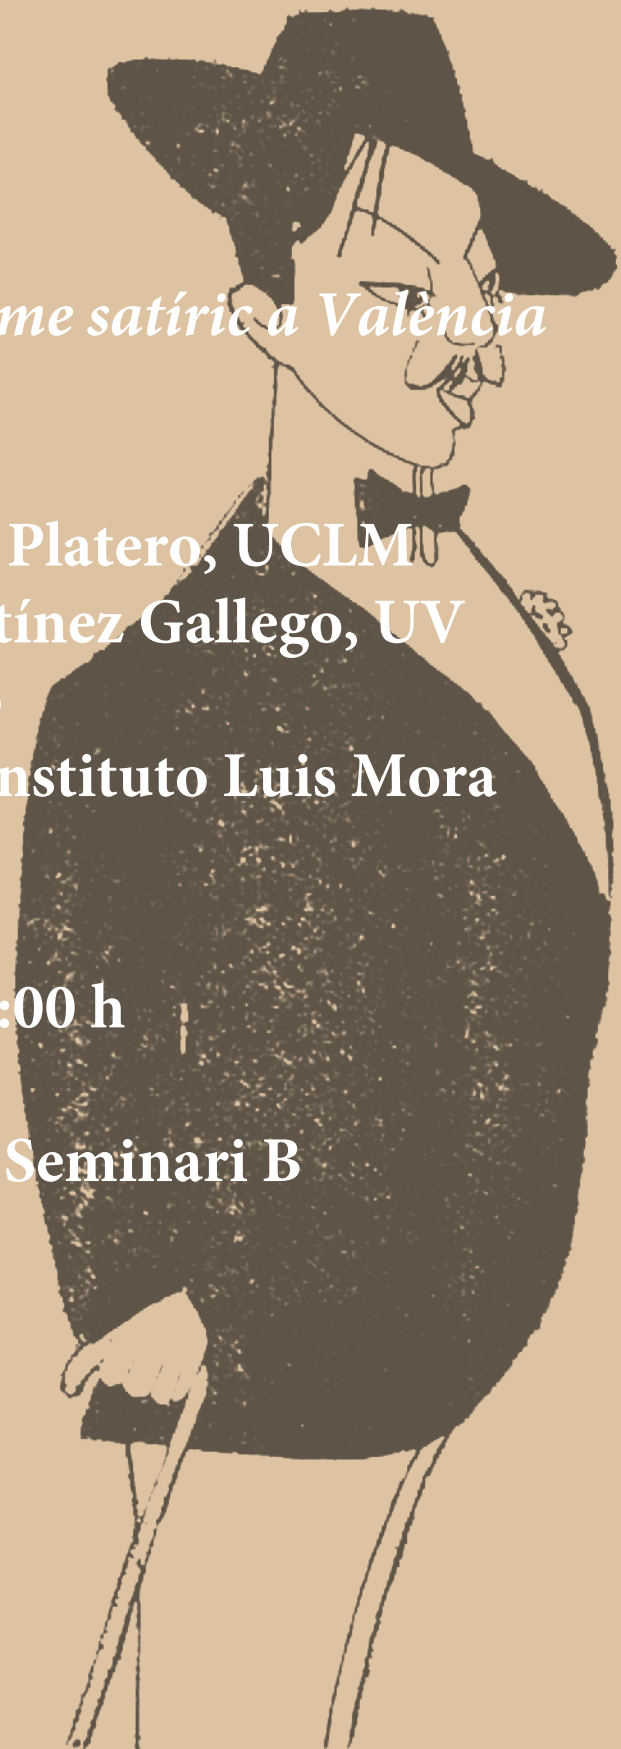 me satíric a València
Platero, UCLM
tínez Gallego, UV
nstituto Luis Mora
:00 h
Seminari B